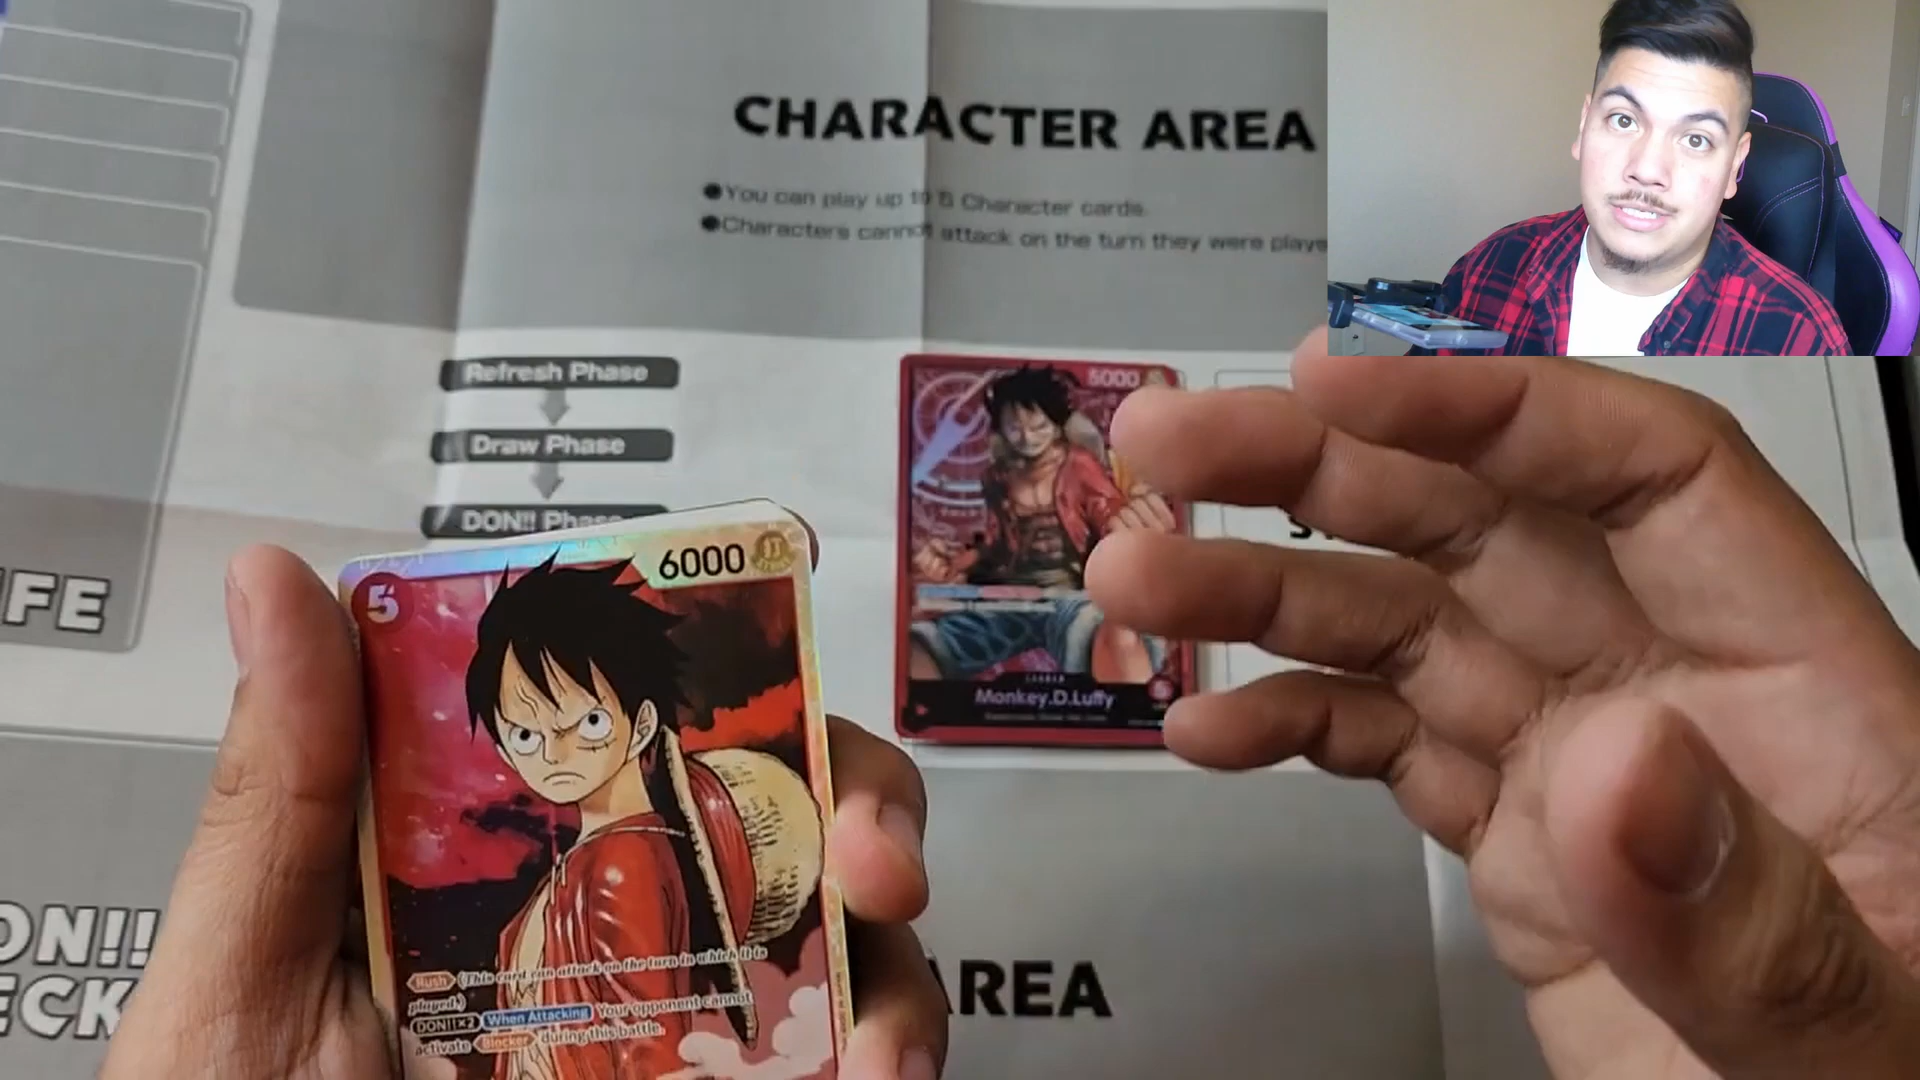 CHARACTER AREA
●You can play up to 5 Character cards.
●Characters cannot attack on the turn they were playe
Refresh Phase
Draw Phase
DON!! Phase
5000
LEADER
Monkey.D.Luffy
FE
5
6000
Rush (This card can attack on the turn in which it is
played.)
DON!!×2 When Attacking Your opponent cannot
activate Blocker during this battle.
ON!!
ECK
AREA